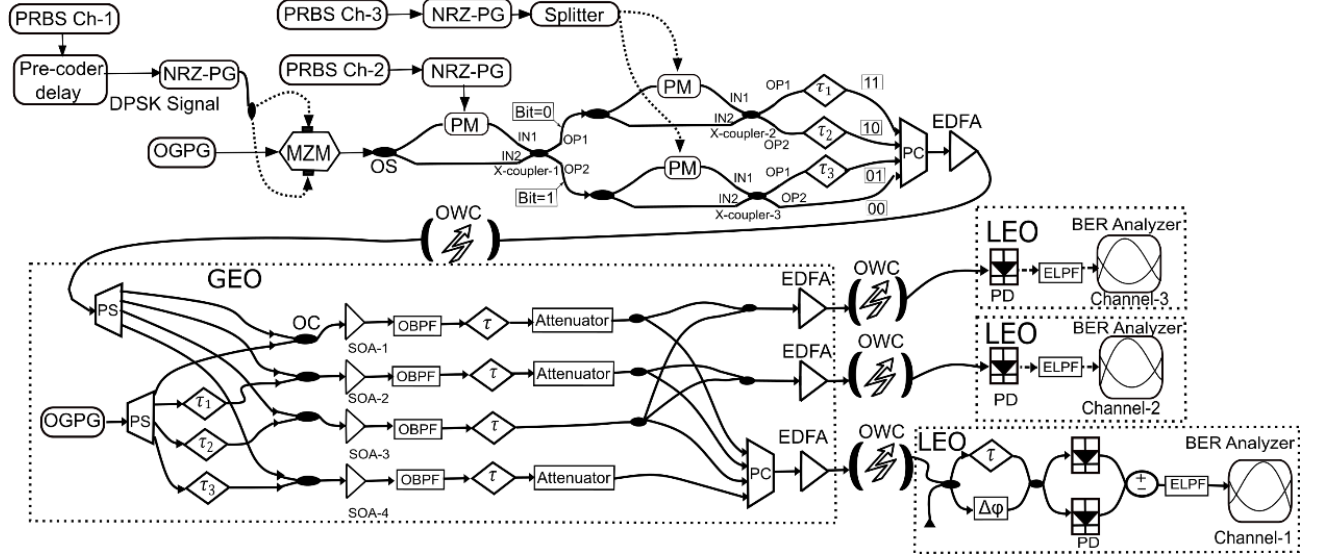 PRBS Ch-1
Pre-coder
delay
NRZ-PG
DPSK Signal
OGPG
MZM
OS
PRBS Ch-3
NRZ-PG
Splitter
PRBS Ch-2
NRZ-PG
PM
IN1
IN2
X-coupler-1
Bit=0
OP1
OP2
Bit=1
PM
IN1
IN2
X-coupler-2
OP1
OP2
τ1
11
τ2
10
PM
IN1
IN2
X-coupler-3
OP1
OP2
τ3
01
00
PC
EDFA
OWC
GEO
PS
OGPG
PS
τ1
τ2
τ3
OC
SOA-1
OBPF
τ
Attenuator
SOA-2
OBPF
τ
Attenuator
SOA-3
OBPF
τ
SOA-4
OBPF
τ
Attenuator
PC
EDFA
OWC
EDFA
OWC
EDFA
OWC
LEO
PD
ELPF
BER Analyzer
Channel-3
LEO
PD
ELPF
BER Analyzer
Channel-2
LEO
τ
Δφ
PD
+
-
ELPF
BER Analyzer
Channel-1